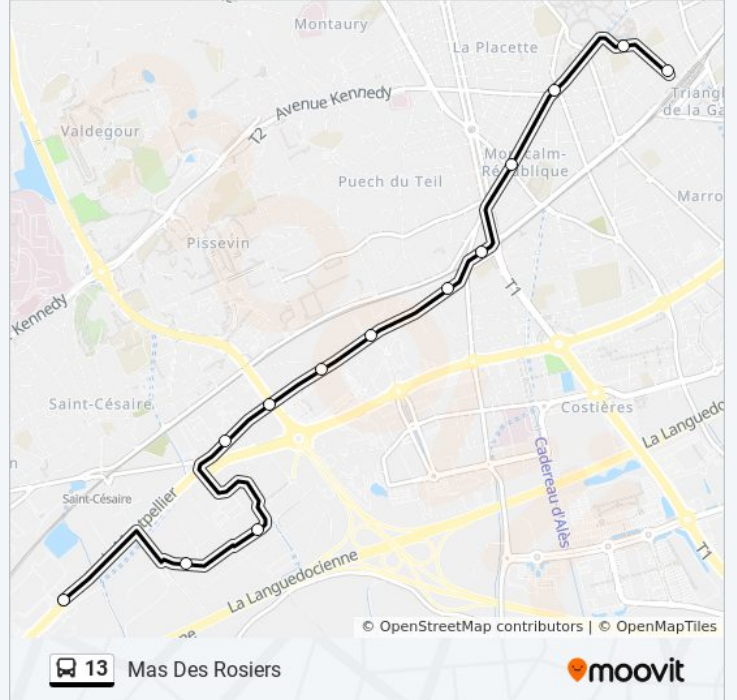 Montaury
La Placette
Avenue Kennedy
T2
Triangl
de la Ga
Valdegour
Montcalm-
République
Puech du Teil
Marro
Pissevin
T1
Kennedy
Saint-Césaire
Costières
La Languedo
n
Saint-Césaire
Cadereau d'Alès
T1
La Languedocienne
ne
© OpenStreetMap contributors | © OpenMapTiles
13 Mas Des Rosiers
moovit